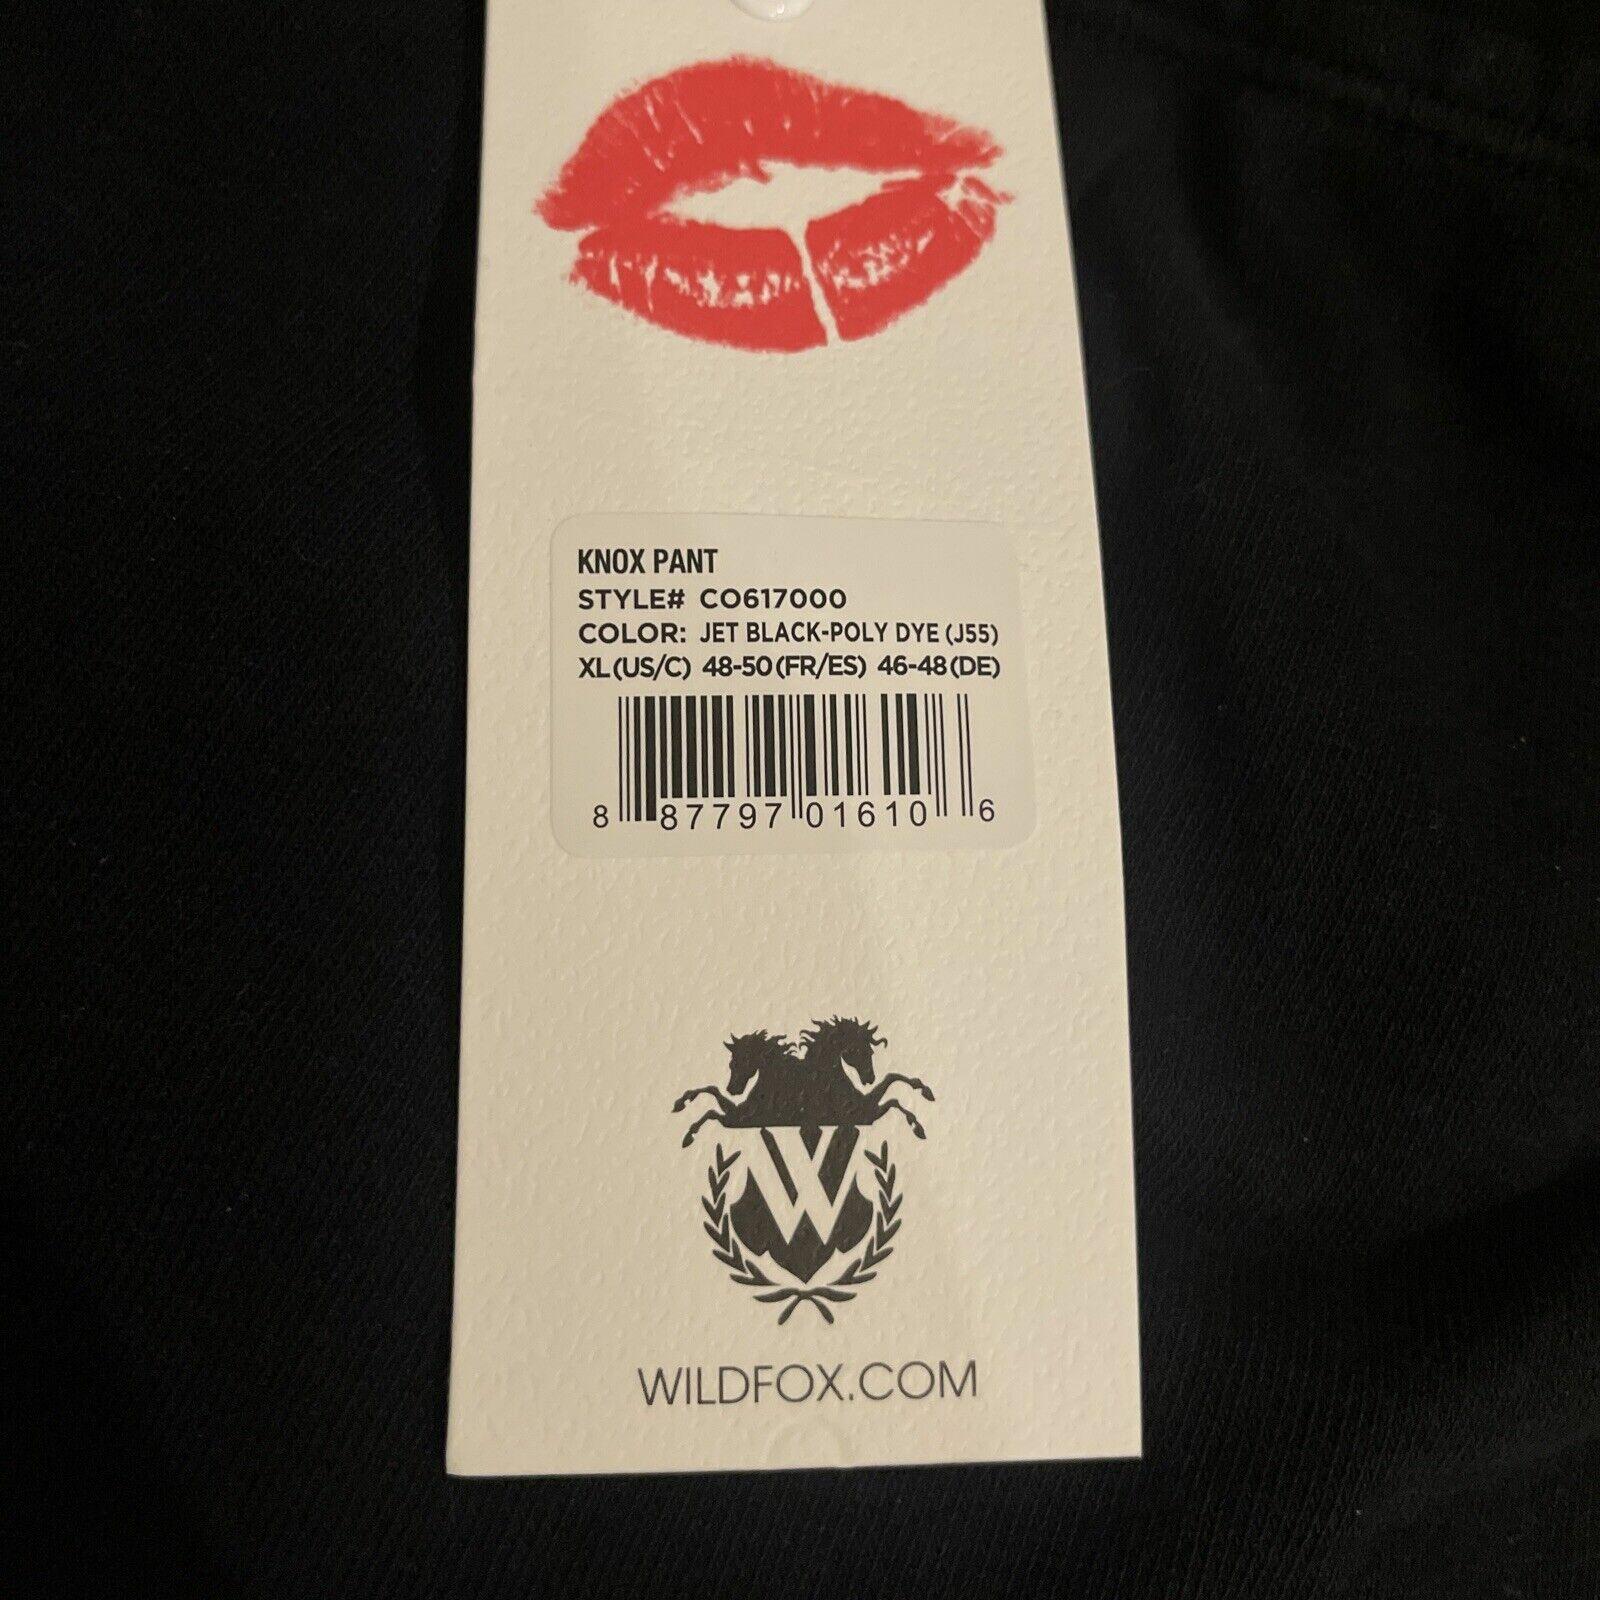 KNOX PANT
STYLE# CO617000
COLOR: JET BLACK-POLY DYE (J55)
XL(US/C) 48-50(FR/ES) 46-48(DE)
8 87797 01610 6
W
WILDFOX.COM